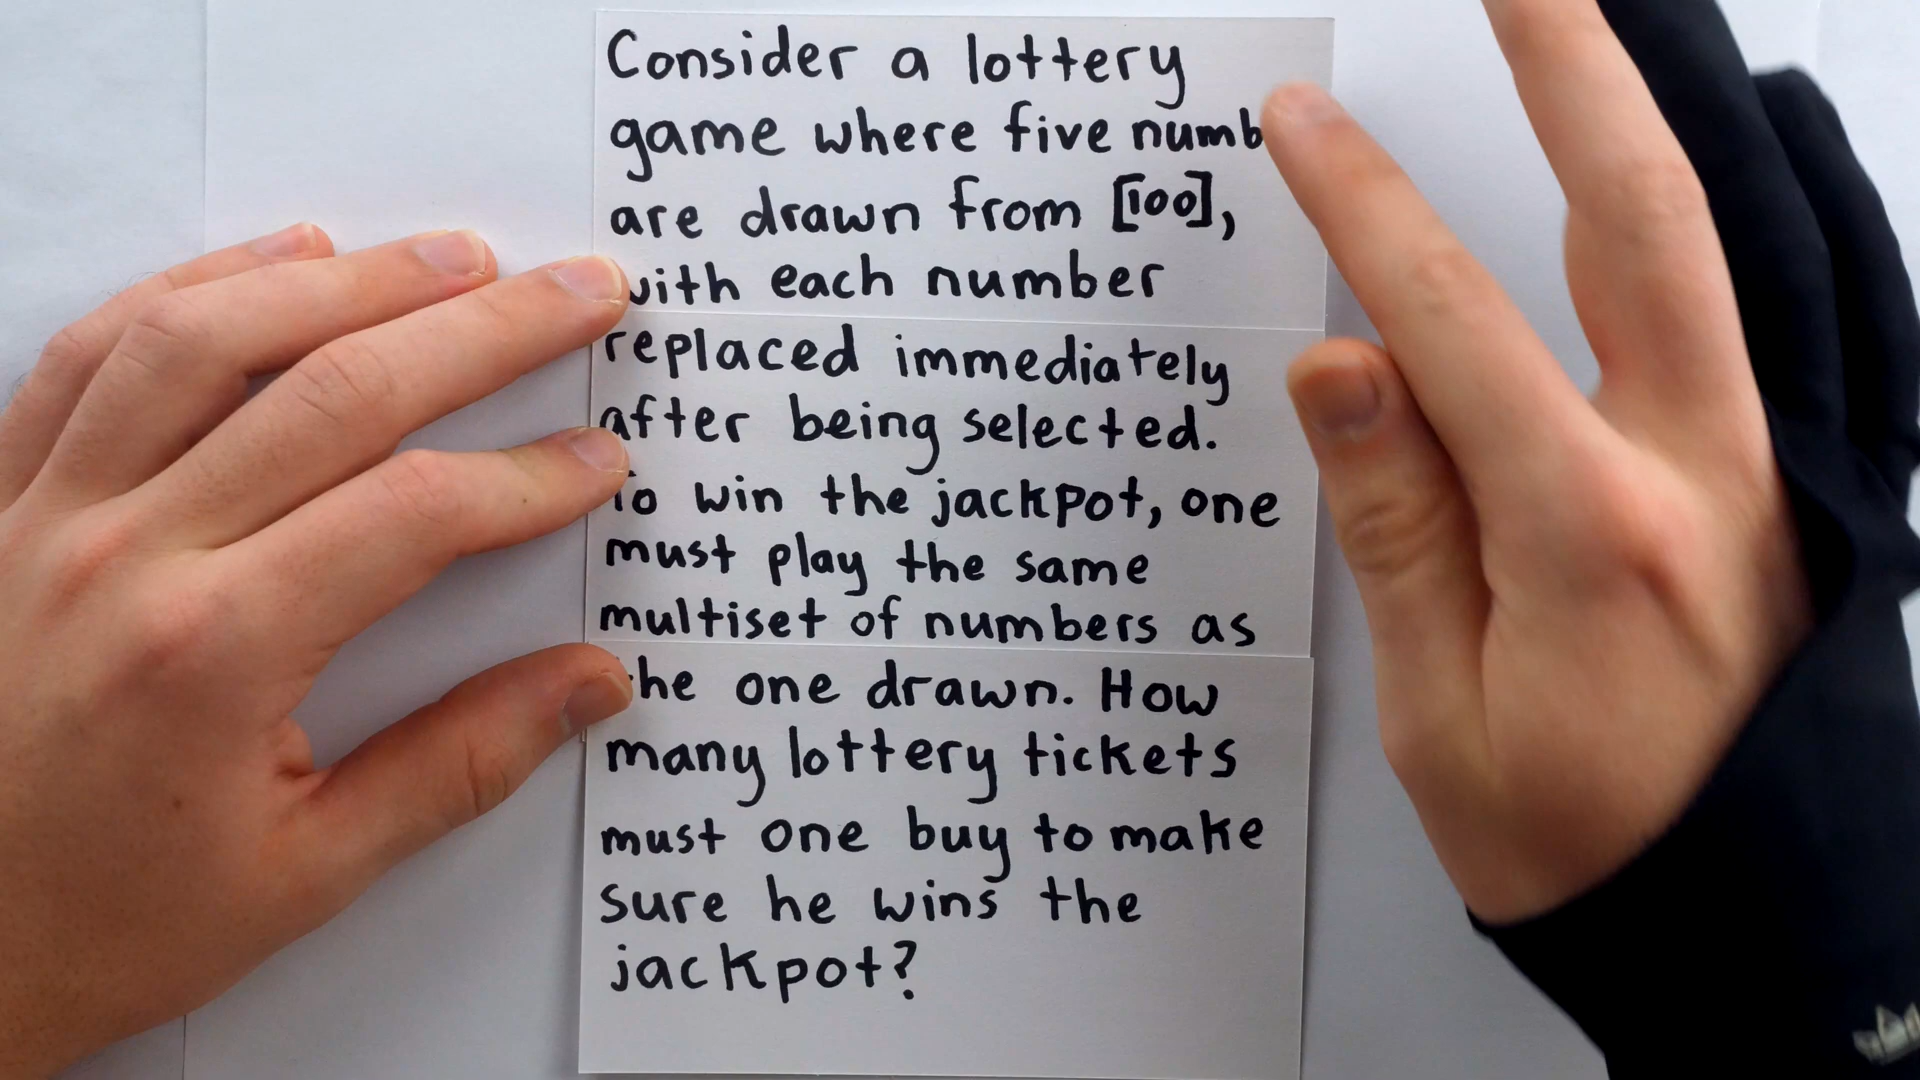 Consider a lottery
game where five numb
are drawn from [100],
with each number
replaced immediately
after being selected.
To win the jackpot, one
must play the same
multiset of numbers as
the one drawn. How
many lottery tickets
must one buy to make
sure he wins the
jackpot?